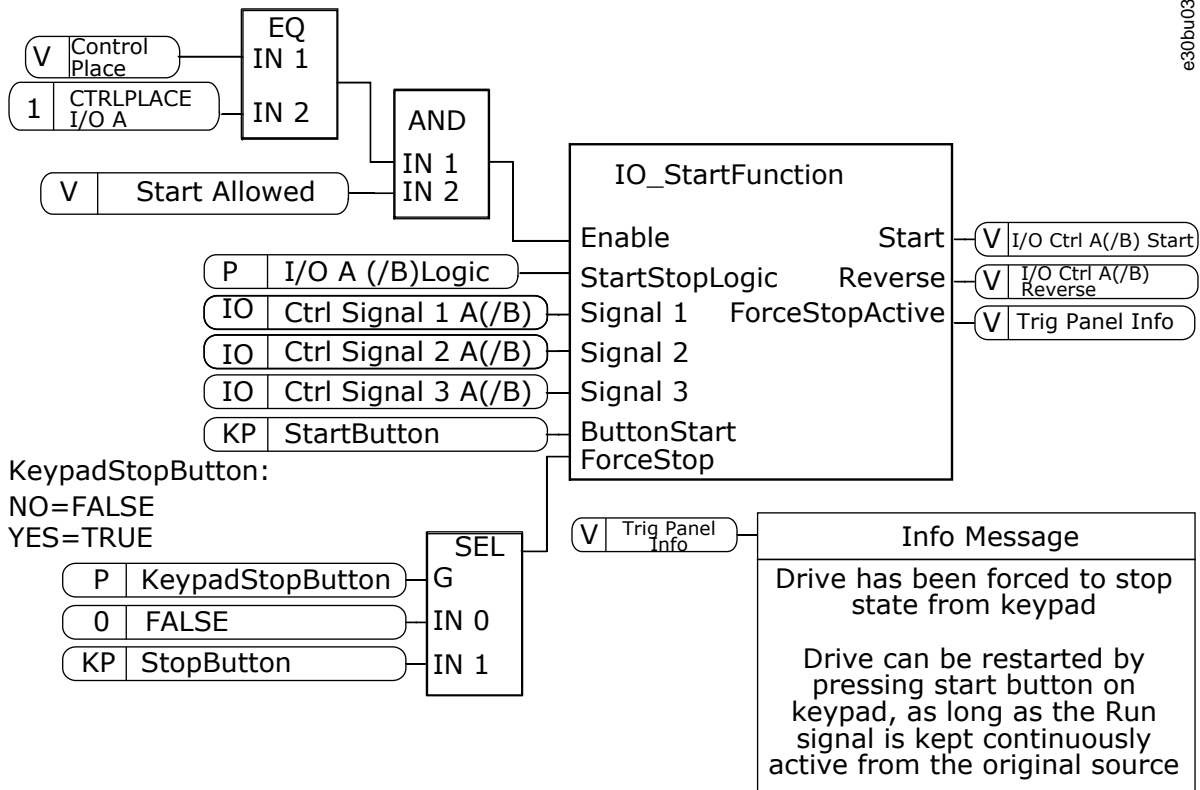 e30bu03
EQ
V Control
Place
IN 1
1 CTRLPLACE
I/O A
IN 2
AND
IN 1
V Start Allowed
IN 2
IO_StartFunction
Enable
Start
V I/O Ctrl A(/B) Start
P I/O A (/B)Logic
StartStopLogic
Reverse
V I/O Ctrl A(/B)
Reverse
IO Ctrl Signal 1 A(/B)
Signal 1
ForceStopActive
V Trig Panel Info
IO Ctrl Signal 2 A(/B)
Signal 2
IO Ctrl Signal 3 A(/B)
Signal 3
KP StartButton
ButtonStart
ForceStop
KeypadStopButton:
NO=FALSE
YES=TRUE
SEL
P KeypadStopButton
G
0 FALSE
IN 0
KP StopButton
IN 1
V Trig Panel
Info
Info Message
Drive has been forced to stop
state from keypad
Drive can be restarted by
pressing start button on
keypad, as long as the Run
signal is kept continuously
active from the original source